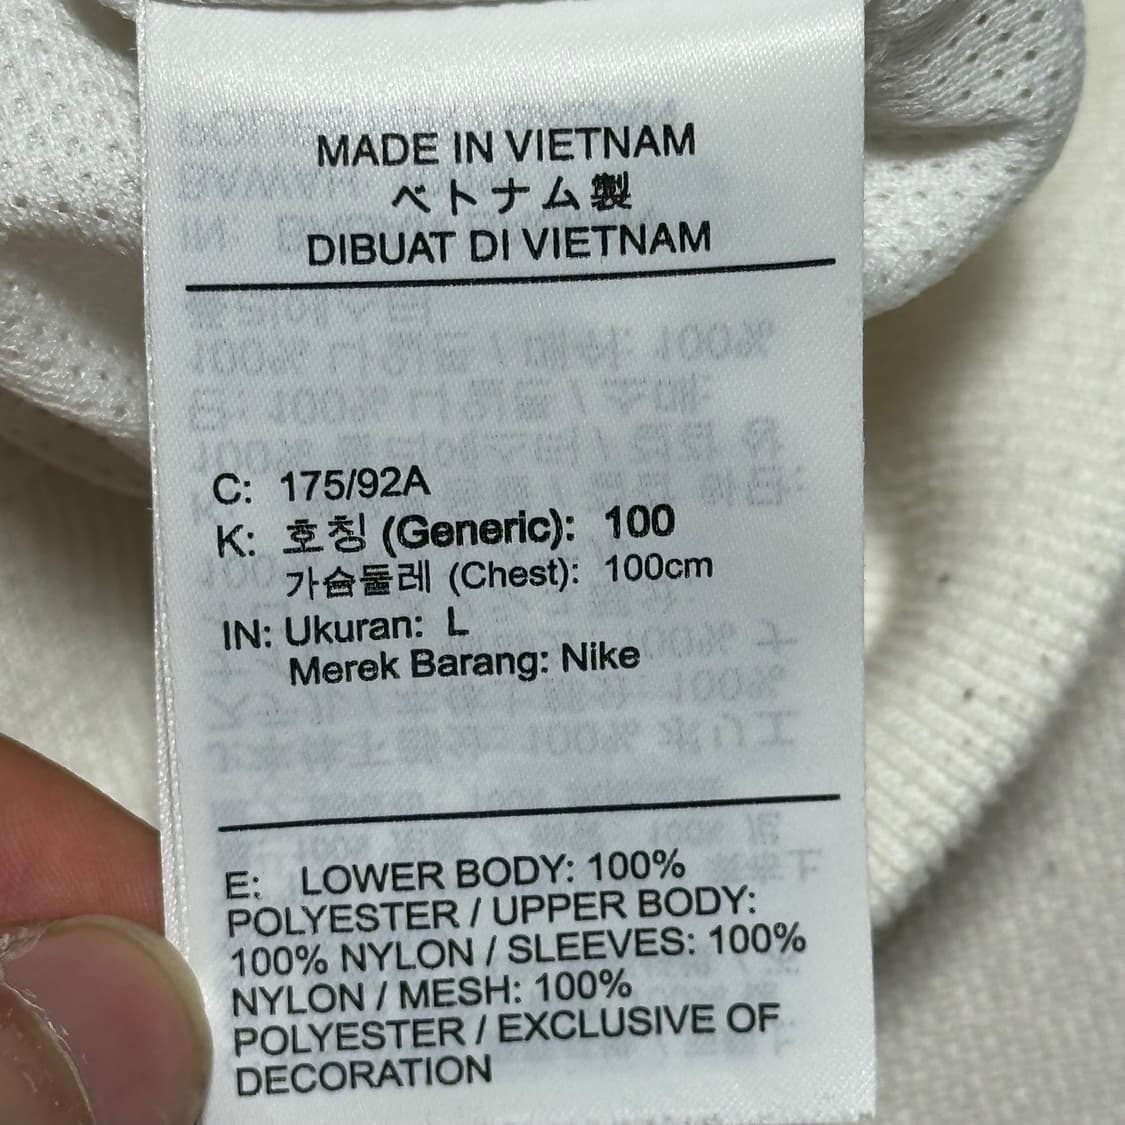 MADE IN VIETNAM
ベトナム製
DIBUAT DI VIETNAM
C: 175/92A
K: 호칭 (Generic): 100
가슴둘레 (Chest): 100cm
IN: Ukuran: L
Merek Barang: Nike
E: LOWER BODY: 100%
POLYESTER / UPPER BODY:
100% NYLON / SLEEVES: 100%
NYLON / MESH: 100%
POLYESTER / EXCLUSIVE OF
DECORATION